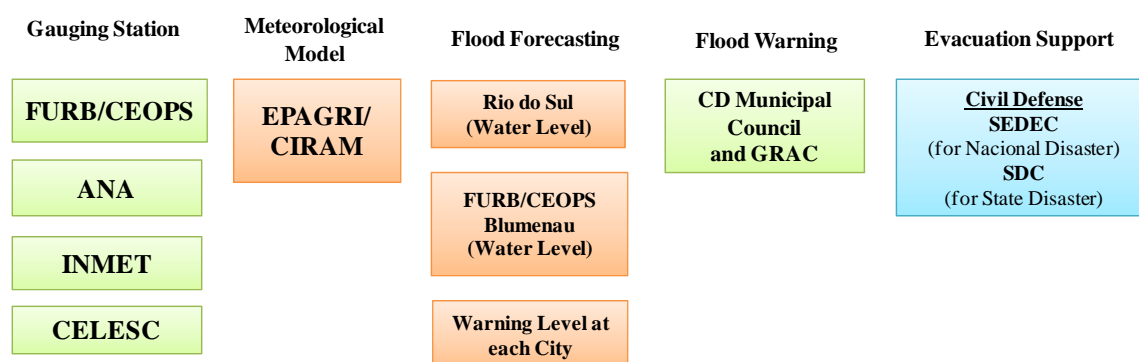 Gauging Station
FURB/CEOPS
ANA
INMET
CELESC
Meteorological
Model
EPAGRI/
CIRAM
Flood Forecasting
Rio do Sul
(Water Level)
FURB/CEOPS
Blumenau
(Water Level)
Warning Level at
each City
Flood Warning
CD Municipal
Council
and GRAC
Evacuation Support
Civil Defense
SEDEC
(for Nacional Disaster)
SDC
(for State Disaster)